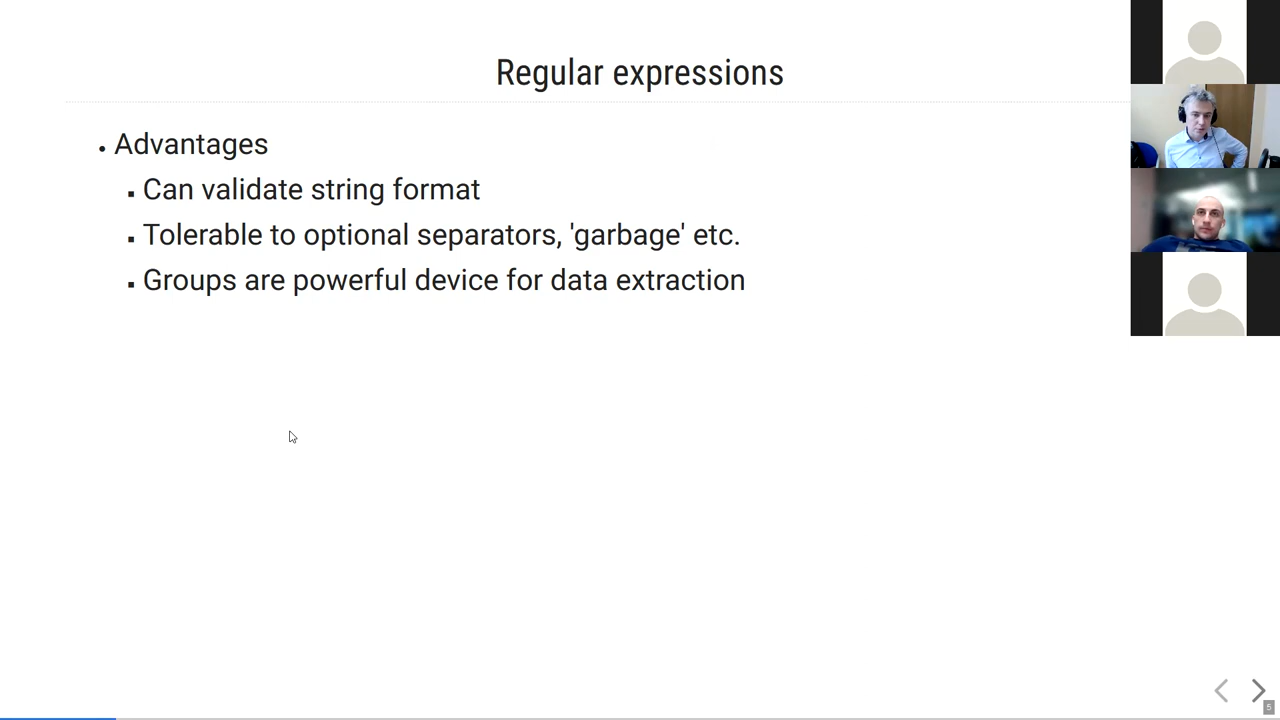 Regular expressions
Advantages
Can validate string format
Tolerable to optional separators, 'garbage' etc.
Groups are powerful device for data extraction
5